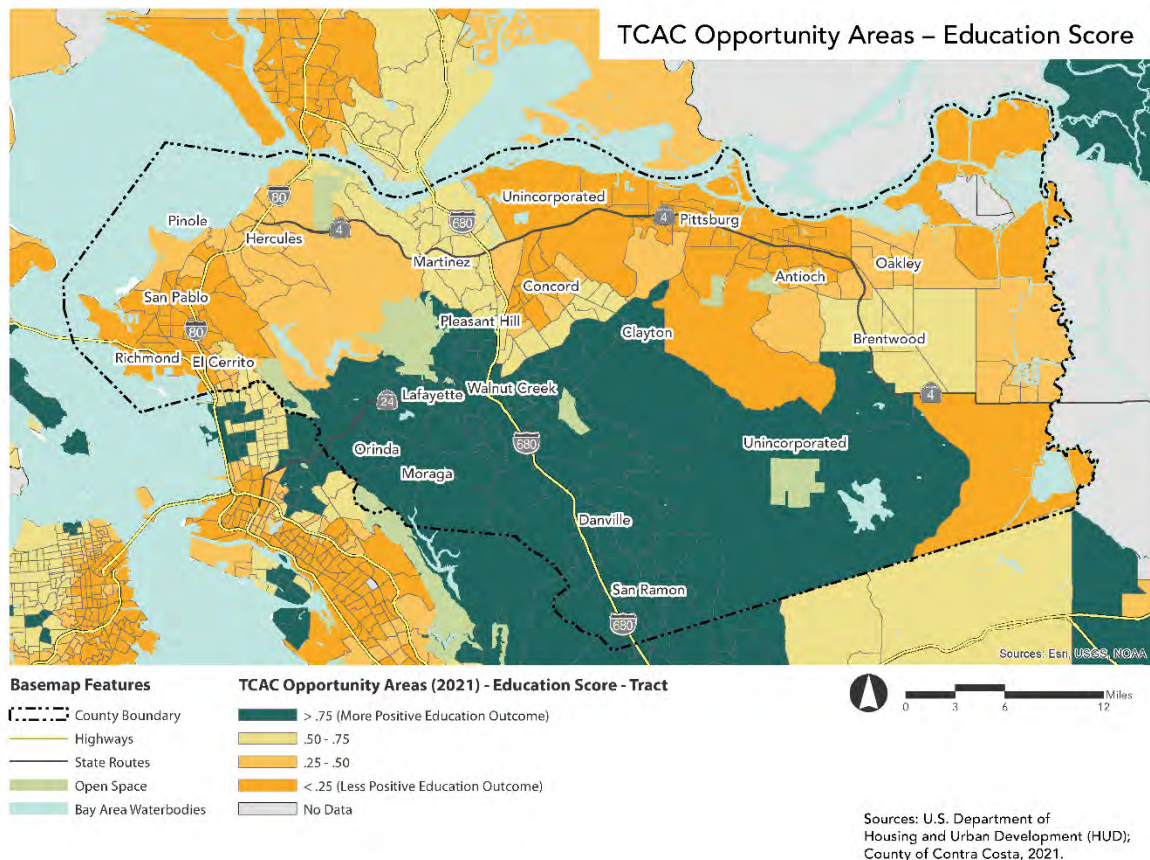 TCAC Opportunity Areas – Education Score
80
Unincorporated
680
Pinole
4
Pittsburg
Hercules
4
Martinez
Oakley
Antioch
Concord
San Pablo
Pleasant Hill
80
Clayton
Brentwood
Richmond
El Cerrito
Walnut Creek
4
Lafayette
24
680
Unincorporated
Orinda
Moraga
Danville
San Ramon
680
Sources: Esri, USGS, NOAA
Basemap Features
County Boundary
Highways
State Routes
Open Space
Bay Area Waterbodies
TCAC Opportunity Areas (2021) - Education Score - Tract
> .75 (More Positive Education Outcome)
.50 - .75
.25 - .50
< .25 (Less Positive Education Outcome)
No Data
Miles
0 3 6 12
Sources: U.S. Department of
Housing and Urban Development (HUD);
County of Contra Costa, 2021.